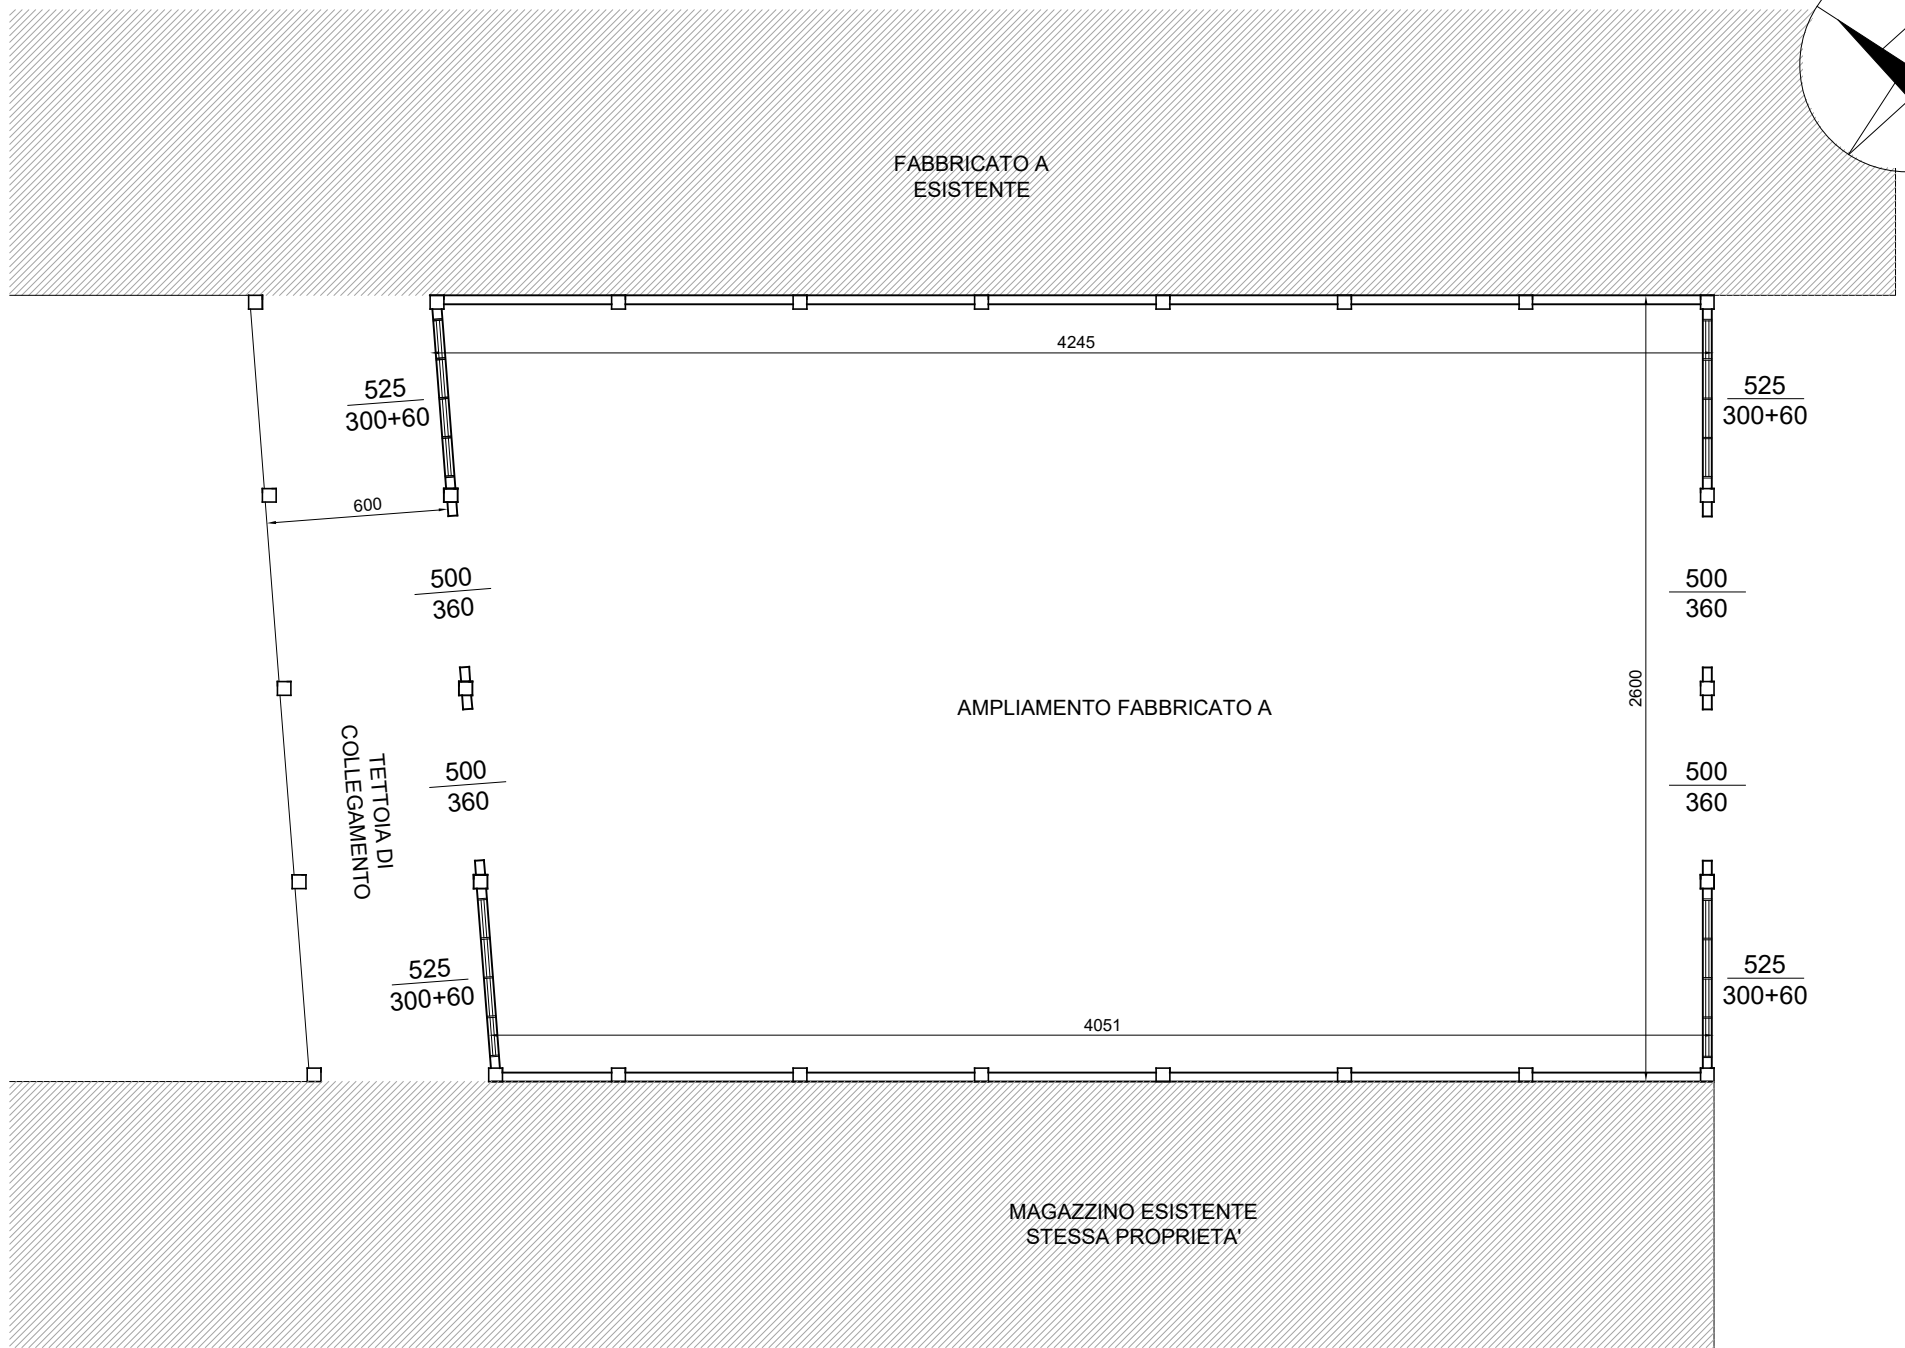 FABBRICATO A
ESISTENTE
4245
525
300+60
525
300+60
600
500
360
500
360
2600
AMPLIAMENTO FABBRICATO A
TETTOIA DI
COLLEGAMENTO
500
360
500
360
525
300+60
525
300+60
4051
MAGAZZINO ESISTENTE
STESSA PROPRIETA'